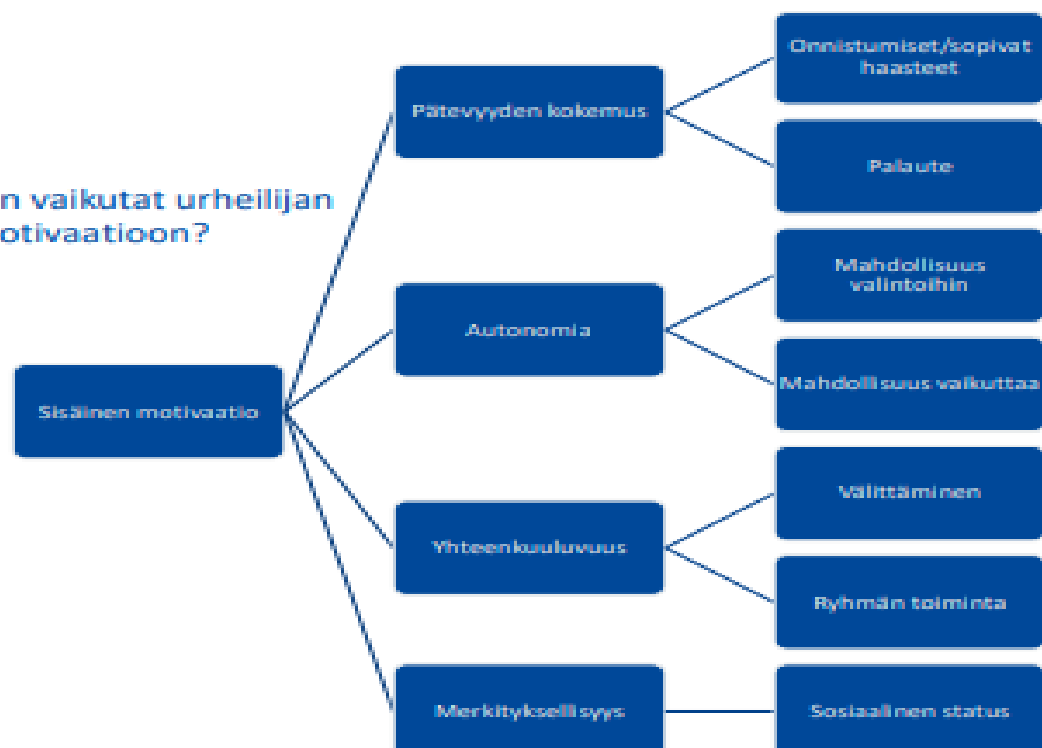 n vaikutat urheilijan
otivaatioon?
Sisäinen motivaatio
Pätevyyden kokemus
Onnistumiset/sopivat
haasteet
Palaute
Autonomia
Mahdollisuus
valintoihin
Mahdollisuus vaikuttaa
Yhteenkuuluvuus
Välittäminen
Ryhmän toiminta
Merkityksellisyys
Sosiaalinen status